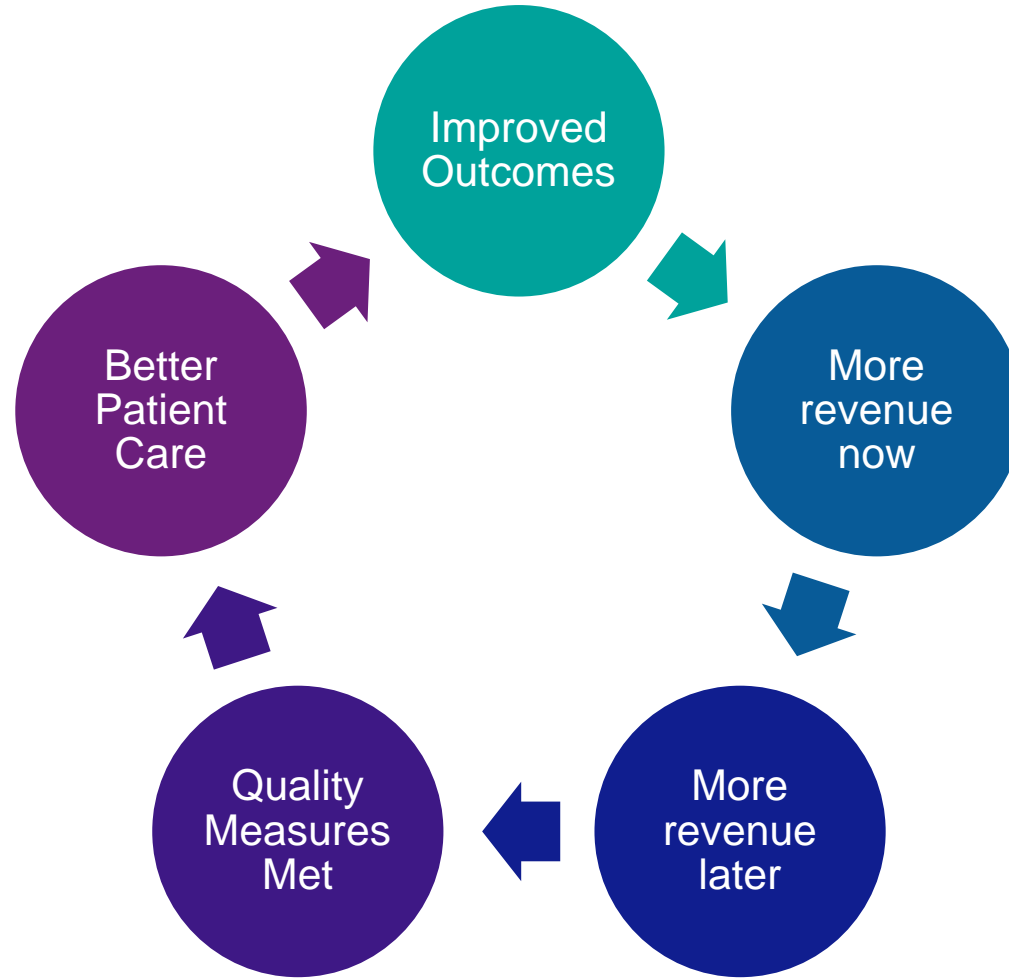 Improved
Outcomes
More
revenue
now
More
revenue
later
Quality
Measures
Met
Better
Patient
Care